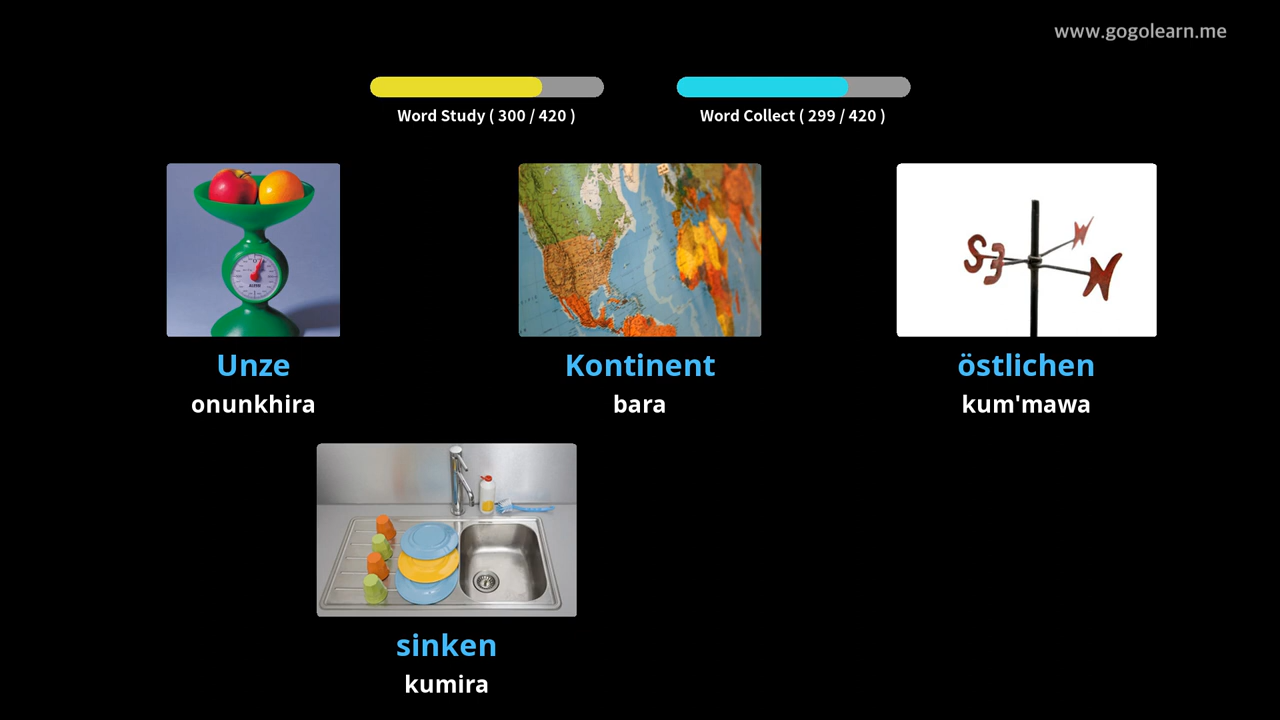 www.gogolearn.me
Word Study ( 300 / 420 )
Word Collect ( 299 / 420 )
Unze
onunkhira
Kontinent
bara
östlichen
kum'mawa
S
E
N
W
sinken
kumira